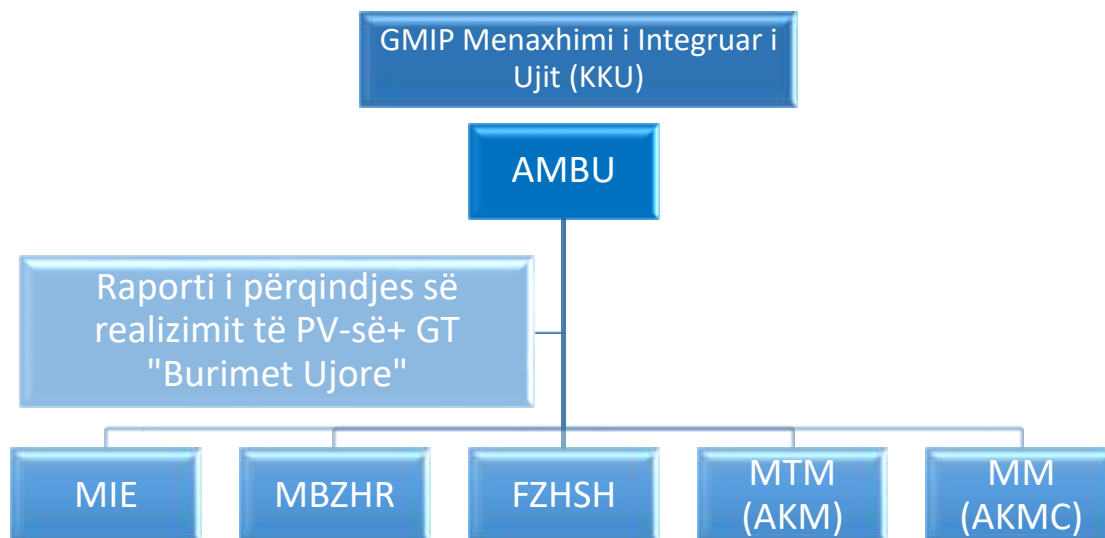 GMIP Menaxhimi i Integruar i
Ujit (KKU)
AMBU
Raporti i përqindjes së
realizimit të PV-së+ GT
"Burimet Ujore"
MIE
MBZHR
FZHSH
MTM
(AKM)
MM
(AKMC)